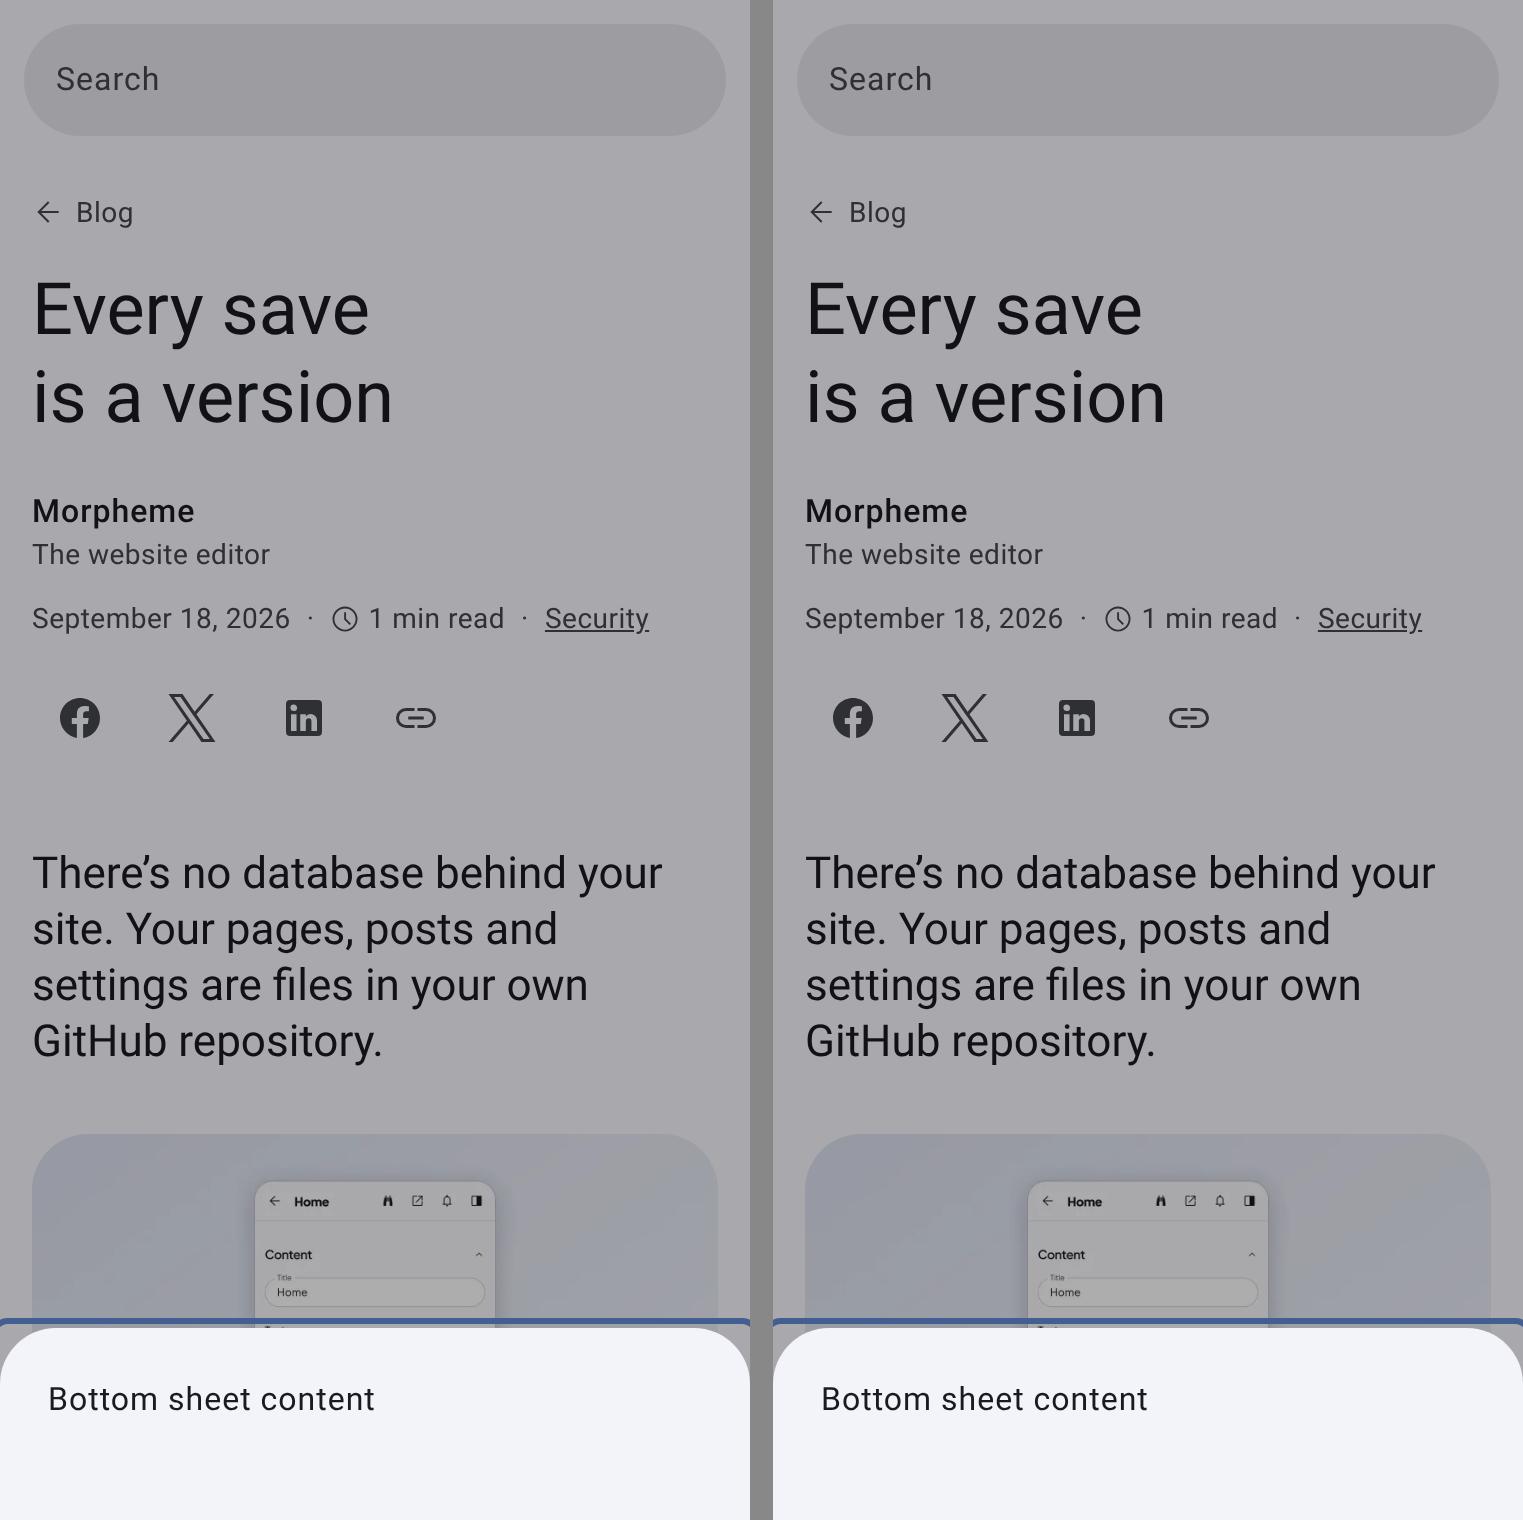 Search
Blog
Every save
is a version
Morpheme
The website editor
September 18, 2026 · 1 min read · Security
There’s no database behind your
site. Your pages, posts and
settings are files in your own
GitHub repository.
Home
Content
Title
Home
Bottom sheet content
Search
Blog
Every save
is a version
Morpheme
The website editor
September 18, 2026 · 1 min read · Security
There’s no database behind your
site. Your pages, posts and
settings are files in your own
GitHub repository.
Home
Content
Title
Home
Bottom sheet content